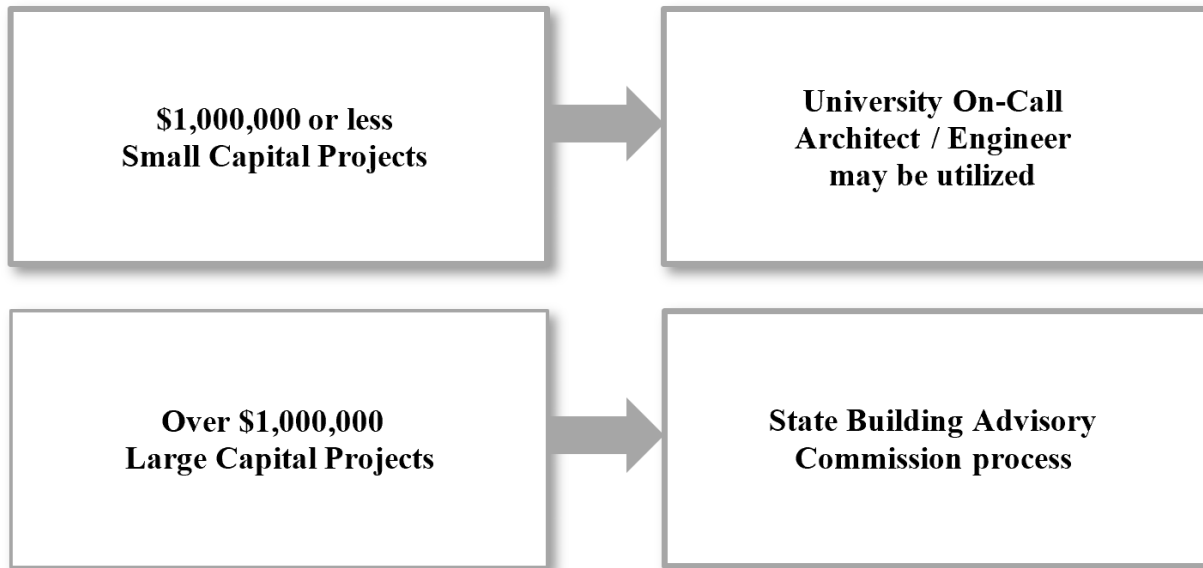 $1,000,000 or less
Small Capital Projects
University On-Call
Architect / Engineer
may be utilized
Over $1,000,000
Large Capital Projects
State Building Advisory
Commission process